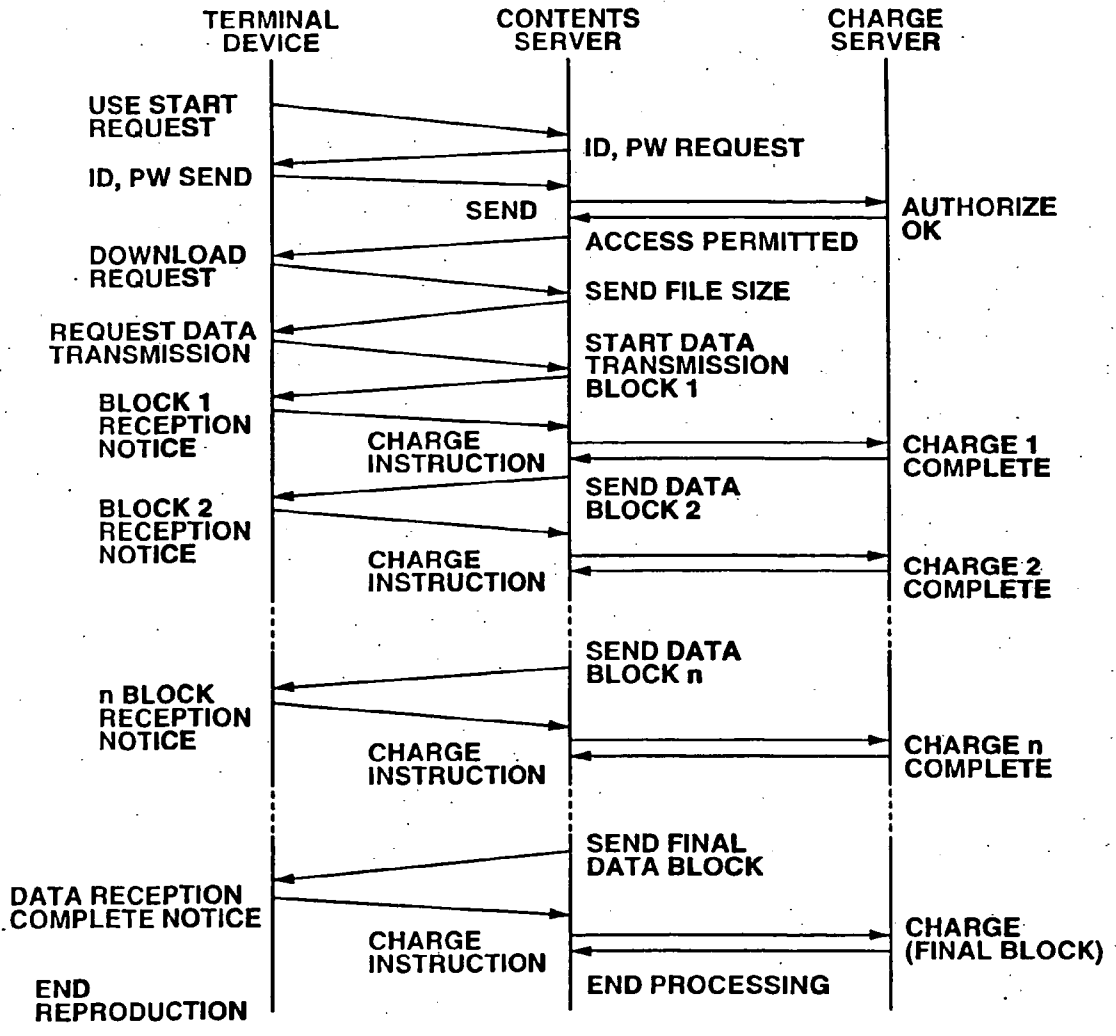 TERMINAL
DEVICE
CONTENTS
SERVER
CHARGE
SERVER
USE START
REQUEST
ID, PW REQUEST
ID, PW SEND
SEND
AUTHORIZE
OK
ACCESS PERMITTED
DOWNLOAD
REQUEST
SEND FILE SIZE
REQUEST DATA
TRANSMISSION
START DATA
TRANSMISSION
BLOCK 1
BLOCK 1
RECEPTION
NOTICE
CHARGE
INSTRUCTION
CHARGE 1
COMPLETE
SEND DATA
BLOCK 2
BLOCK 2
RECEPTION
NOTICE
CHARGE
INSTRUCTION
CHARGE 2
COMPLETE
SEND DATA
BLOCK n
n BLOCK
RECEPTION
NOTICE
CHARGE
INSTRUCTION
CHARGE n
COMPLETE
SEND FINAL
DATA BLOCK
DATA RECEPTION
COMPLETE NOTICE
CHARGE
INSTRUCTION
CHARGE
(FINAL BLOCK)
END PROCESSING
END
REPRODUCTION